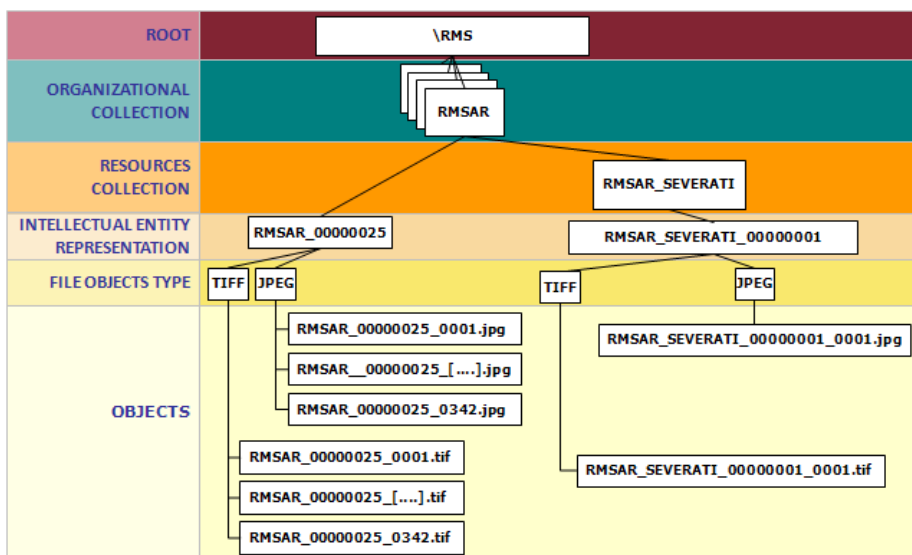 ROOT
\RMS
ORGANIZATIONAL
COLLECTION
RMSAR
RESOURCES
COLLECTION
RMSAR_SEVERATI
INTELLECTUAL ENTITY
REPRESENTATION
RMSAR_00000025
RMSAR_SEVERATI_00000001
FILE OBJECTS TYPE
TIFF
JPEG
TIFF
JPEG
OBJECTS
RMSAR_00000025_0001.jpg
RMSAR__00000025_[....].jpg
RMSAR_00000025_0342.jpg
RMSAR_00000025_0001.tif
RMSAR_00000025_[....].tif
RMSAR_00000025_0342.tif
RMSAR_SEVERATI_00000001_0001.jpg
RMSAR_SEVERATI_00000001_0001.tif